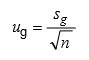 u_g = s_g / √n